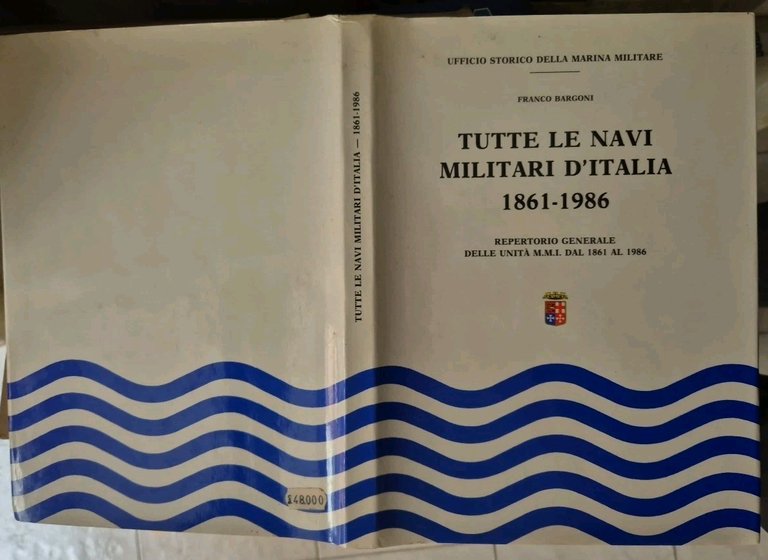 UFFICIO STORICO DELLA MARINA MILITARE
FRANCO BARGONI
TUTTE LE NAVI
MILITARI D'ITALIA
1861-1986
REPERTORIO GENERALE
DELLE UNITÀ M.M.I. DAL 1861 AL 1986
TUTTE LE NAVI MILITARI D'ITALIA — 1861-1986
£48.000